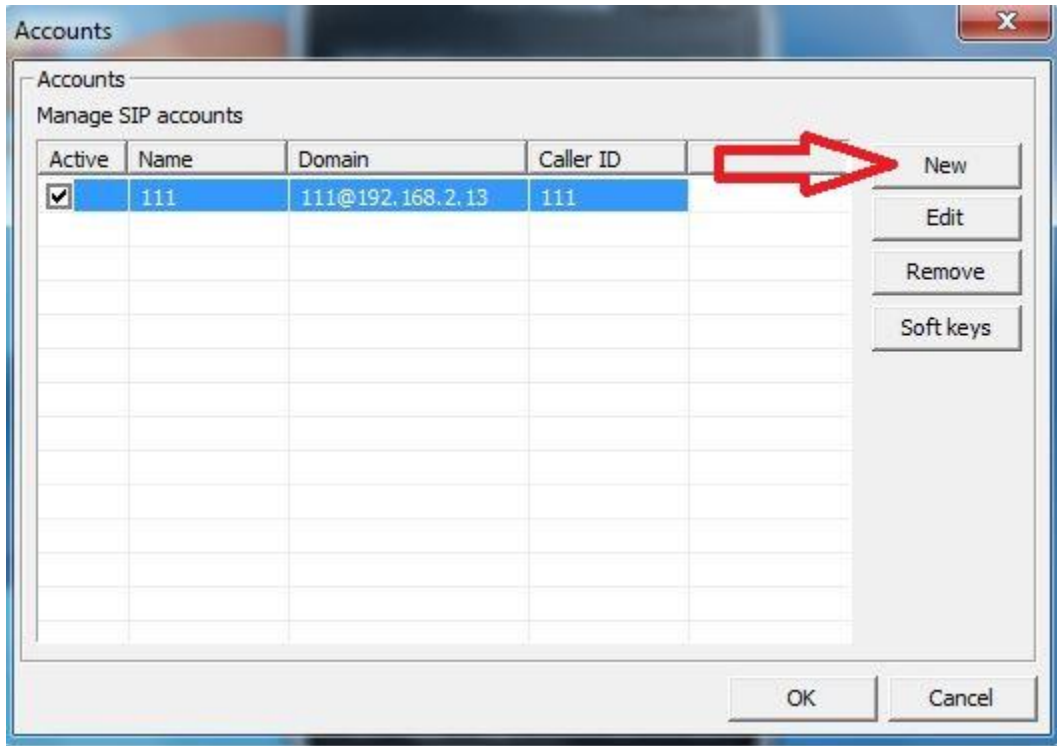 Accounts
Accounts
Manage SIP accounts
Active Name Domain Caller ID
111 111@192.168.2.13 111
New
Edit
Remove
Soft keys
OK Cancel